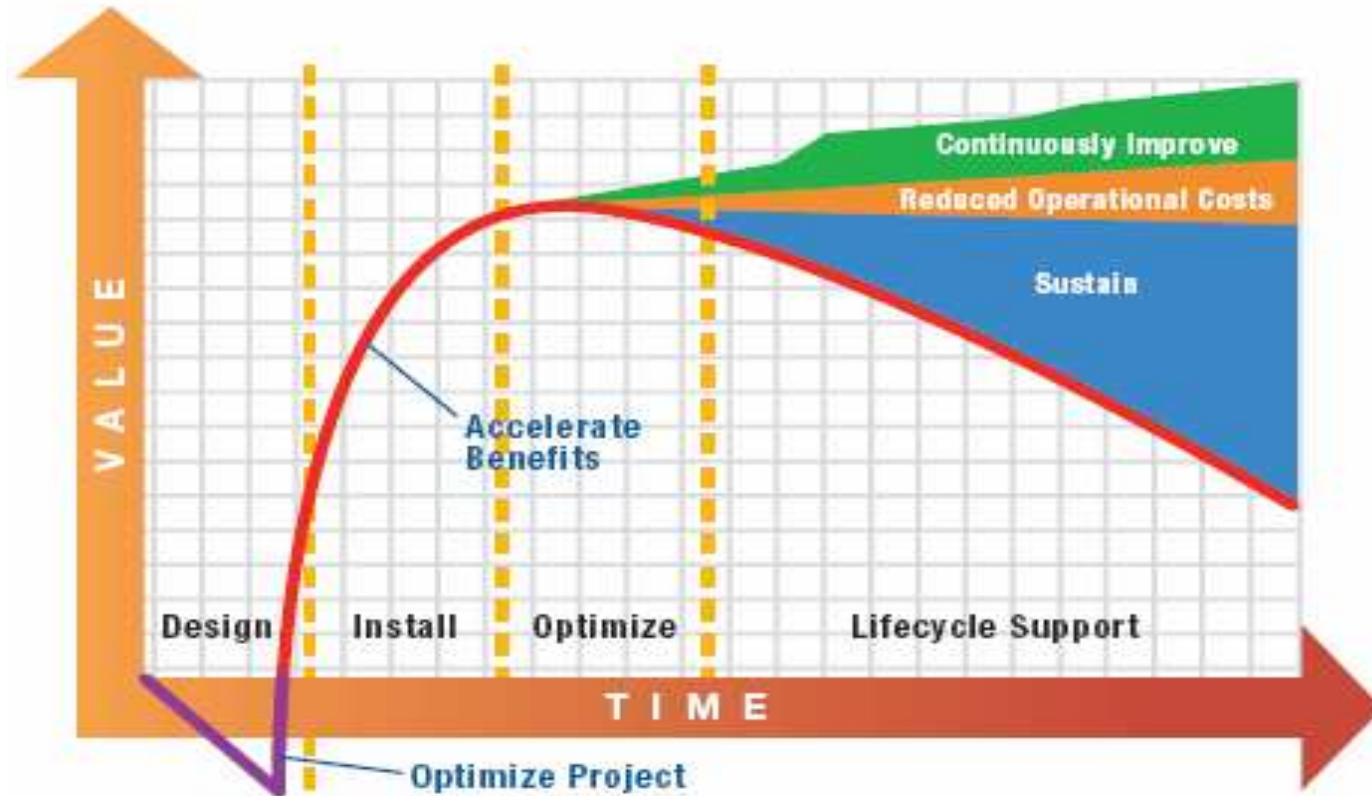 Continuously Improve
Reduced Operational Costs
Sustain
VALUE
Accelerate
Benefits
Design
Install
Optimize
Lifecycle Support
TIME
Optimize Project